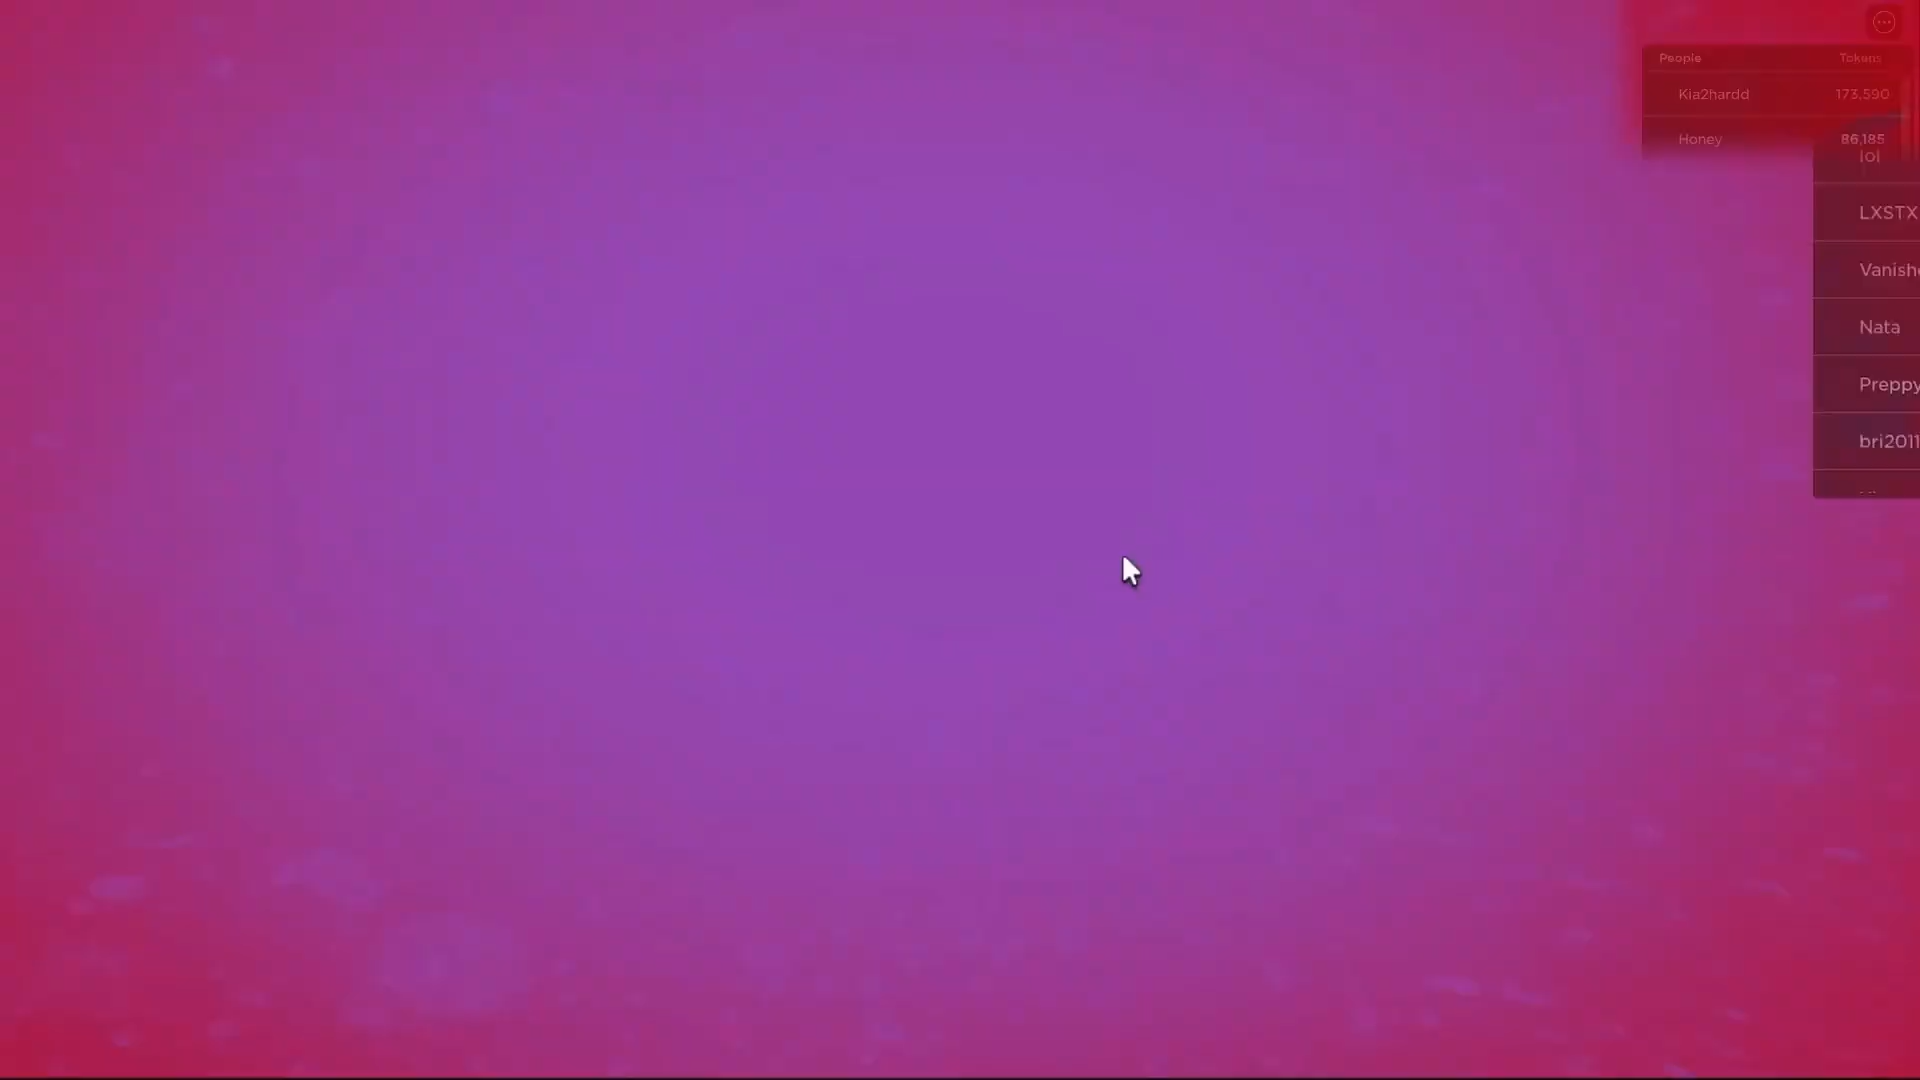 People Tokens
Kia2hardd 173,590
Honey 86,185
lol
LXSTX
Vanish
Nata
Preppy
bri2011